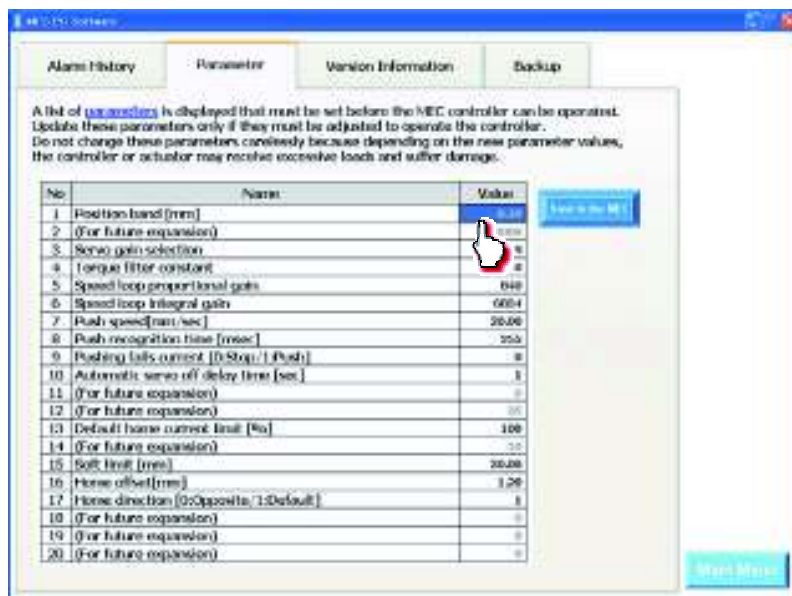 MEC PC Software
Alarm History Parameter Version Information Backup
A list of parameters is displayed that must be set before the MEC controller can be operated.
Update these parameters only if they must be adjusted to operate the controller.
Do not change these parameters carelessly because depending on the new parameter values,
the controller or actuator may receive excessive loads and suffer damage.
No Name Value
1 Position band [mm]
2 (For future expansion)
3 Servo gain selection
4 Torque filter constant
5 Speed loop proportional gain
6 Speed loop integral gain
7 Push speed[mm/sec]
8 Push recognition time [msec]
9 Pushing fails current [0:Stop/1:Push] 0
10 Automatic servo off delay time [sec] 1
11 (For future expansion) 0
12 (For future expansion)
13 Default home current limit [%] 100
14 (For future expansion)
15 Soft limit [mm]
16 Home offset[mm] 1.20
17 Home direction [0:Opposite/1:Default] 1
18 (For future expansion) 0
19 (For future expansion) 0
20 (For future expansion) 0
Main Menu